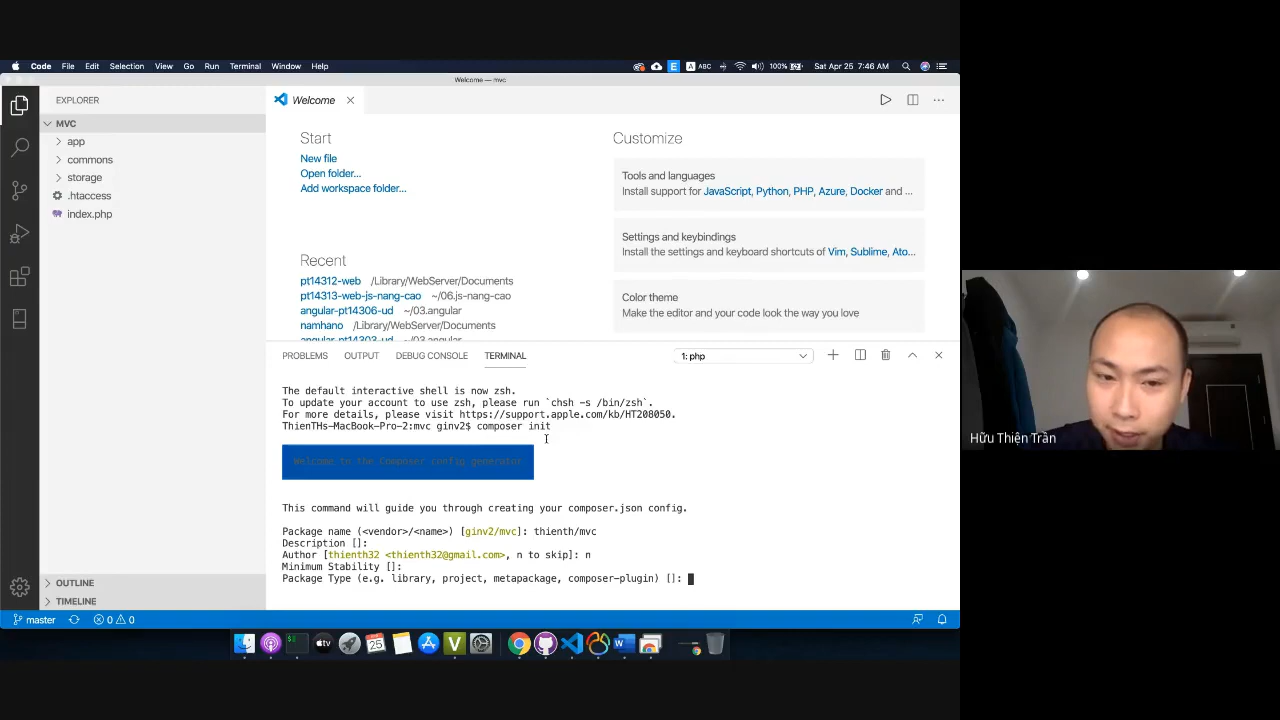 Code File Edit Selection View Go Run Terminal Window Help
ABC 100% Sat Apr 25 7:46 AM
Welcome — mvc
EXPLORER
MVC
app
commons
storage
.htaccess
index.php
OUTLINE
TIMELINE
Welcome
Start
New file
Open folder...
Add workspace folder...
Recent
pt14312-web /Library/WebServer/Documents
pt14313-web-js-nang-cao ~/06.js-nang-cao
angular-pt14306-ud ~/03.angular
namhano /Library/WebServer/Documents
angular-pt14303-ud ~/03.angular
Customize
Tools and languages
Install support for JavaScript, Python, PHP, Azure, Docker and ...
Settings and keybindings
Install the settings and keyboard shortcuts of Vim, Sublime, Ato...
Color theme
Make the editor and your code look the way you love
PROBLEMS OUTPUT DEBUG CONSOLE TERMINAL
1: php
The default interactive shell is now zsh.
To update your account to use zsh, please run `chsh -s /bin/zsh`.
For more details, please visit https://support.apple.com/kb/HT208050.
ThienTHs-MacBook-Pro-2:mvc ginv2$ composer init
Welcome to the Composer config generator
This command will guide you through creating your composer.json config.
Package name (<vendor>/<name>) [ginv2/mvc]: thienth/mvc
Description []:
Author [thienth32 <thienth32@gmail.com>, n to skip]: n
Minimum Stability []:
Package Type (e.g. library, project, metapackage, composer-plugin) []:
master 0 0
Hữu Thiện Trần